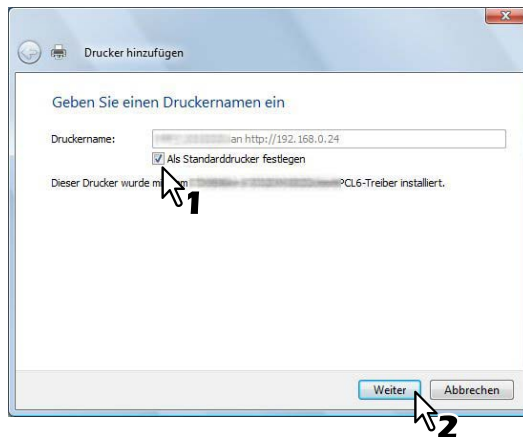 Drucker hinzufügen
Geben Sie einen Druckernamen ein
Druckername: an http://192.168.0.24
Als Standarddrucker festlegen
Dieser Drucker wurde PCL6-Treiber installiert.
1
Weiter Abbrechen
2